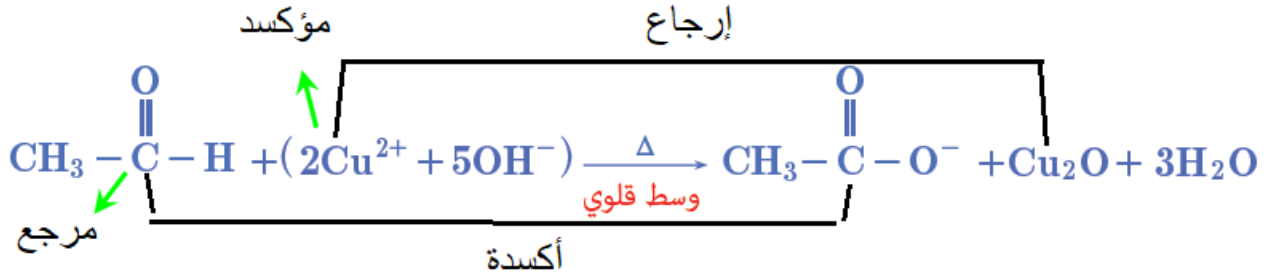 مؤكسد إرجاع
O O
CH₃ – C – H + (2Cu²⁺ + 5OH⁻) Δ→ CH₃ – C – O⁻ + Cu₂O + 3H₂O
وسط قلوي
مرجع
أكسدة